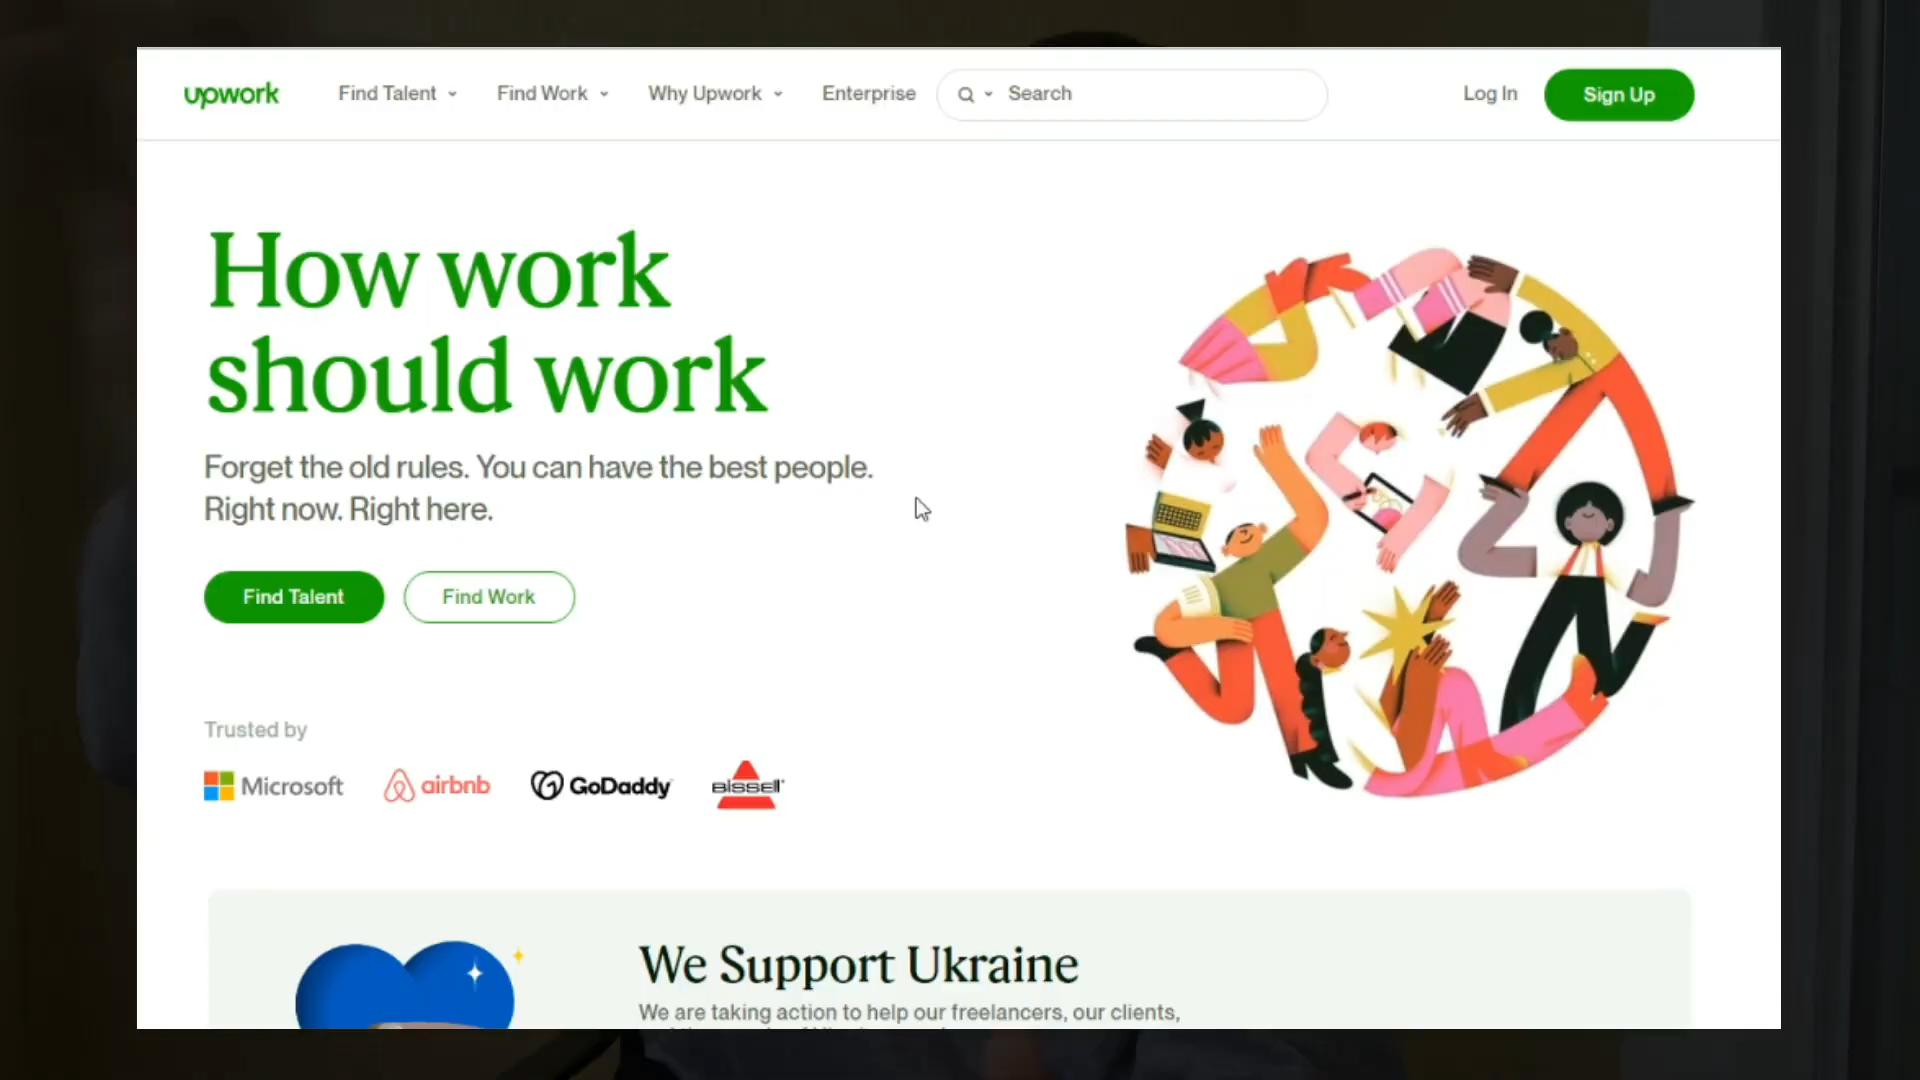 upwork Find Talent Find Work Why Upwork Enterprise Search Log In Sign Up
How work
should work
Forget the old rules. You can have the best people.
Right now. Right here.
Find Talent Find Work
Trusted by
Microsoft airbnb GoDaddy BISSELL
We Support Ukraine
We are taking action to help our freelancers, our clients,